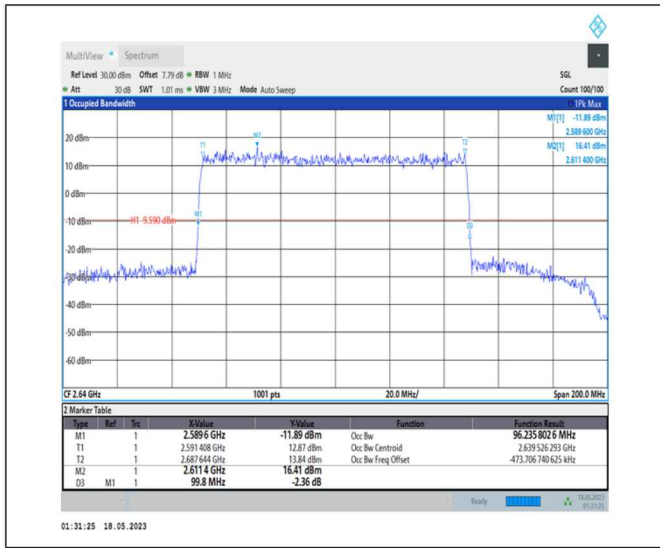 MultiView Spectrum
Ref Level 30.00 dBm Offset 7.79 dB RBW 1 MHz SGL
Att 30 dB SWT 1.01 ms VBW 3 MHz Mode Auto Sweep Count 100/100
1 Occupied Bandwidth 1Pk Max
M1[1] -11.89 dBm
2.589 600 GHz
M2[1] 16.41 dBm
2.611 400 GHz
20 dBm
T1 M2 T2
10 dBm
0 dBm
M1
-10 dBm H1 -9.590 dBm
D3
-20 dBm
-40 dBm
-50 dBm
-60 dBm
CF 2.64 GHz 1001 pts 20.0 MHz/ Span 200.0 MHz
2 Marker Table
Type Ref Trc X-Value Y-Value Function Function Result
M1 1 2.589 6 GHz -11.89 dBm Occ Bw 96.235 802 6 MHz
T1 1 2.591 408 GHz 12.87 dBm Occ Bw Centroid 2.639 526 293 GHz
T2 1 2.687 644 GHz 13.84 dBm Occ Bw Freq Offset -473.706 740 625 kHz
M2 1 2.611 4 GHz 16.41 dBm
D3 M1 1 99.8 MHz -2.36 dB
Ready 18.05.2023
01:31:25
01:31:25 18.05.2023